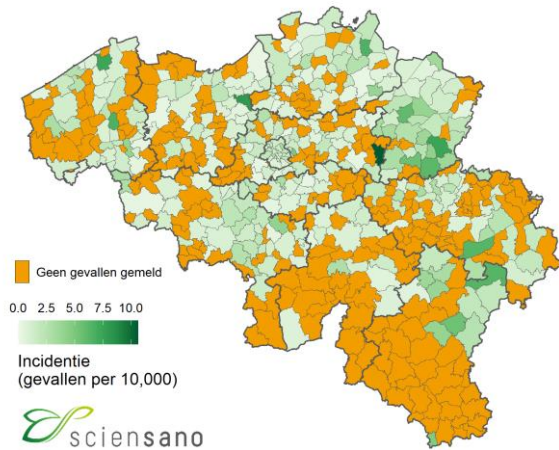 Geen gevallen gemeld
0.0 2.5 5.0 7.5 10.0
Incidentie
(gevallen per 10,000)
sciensano